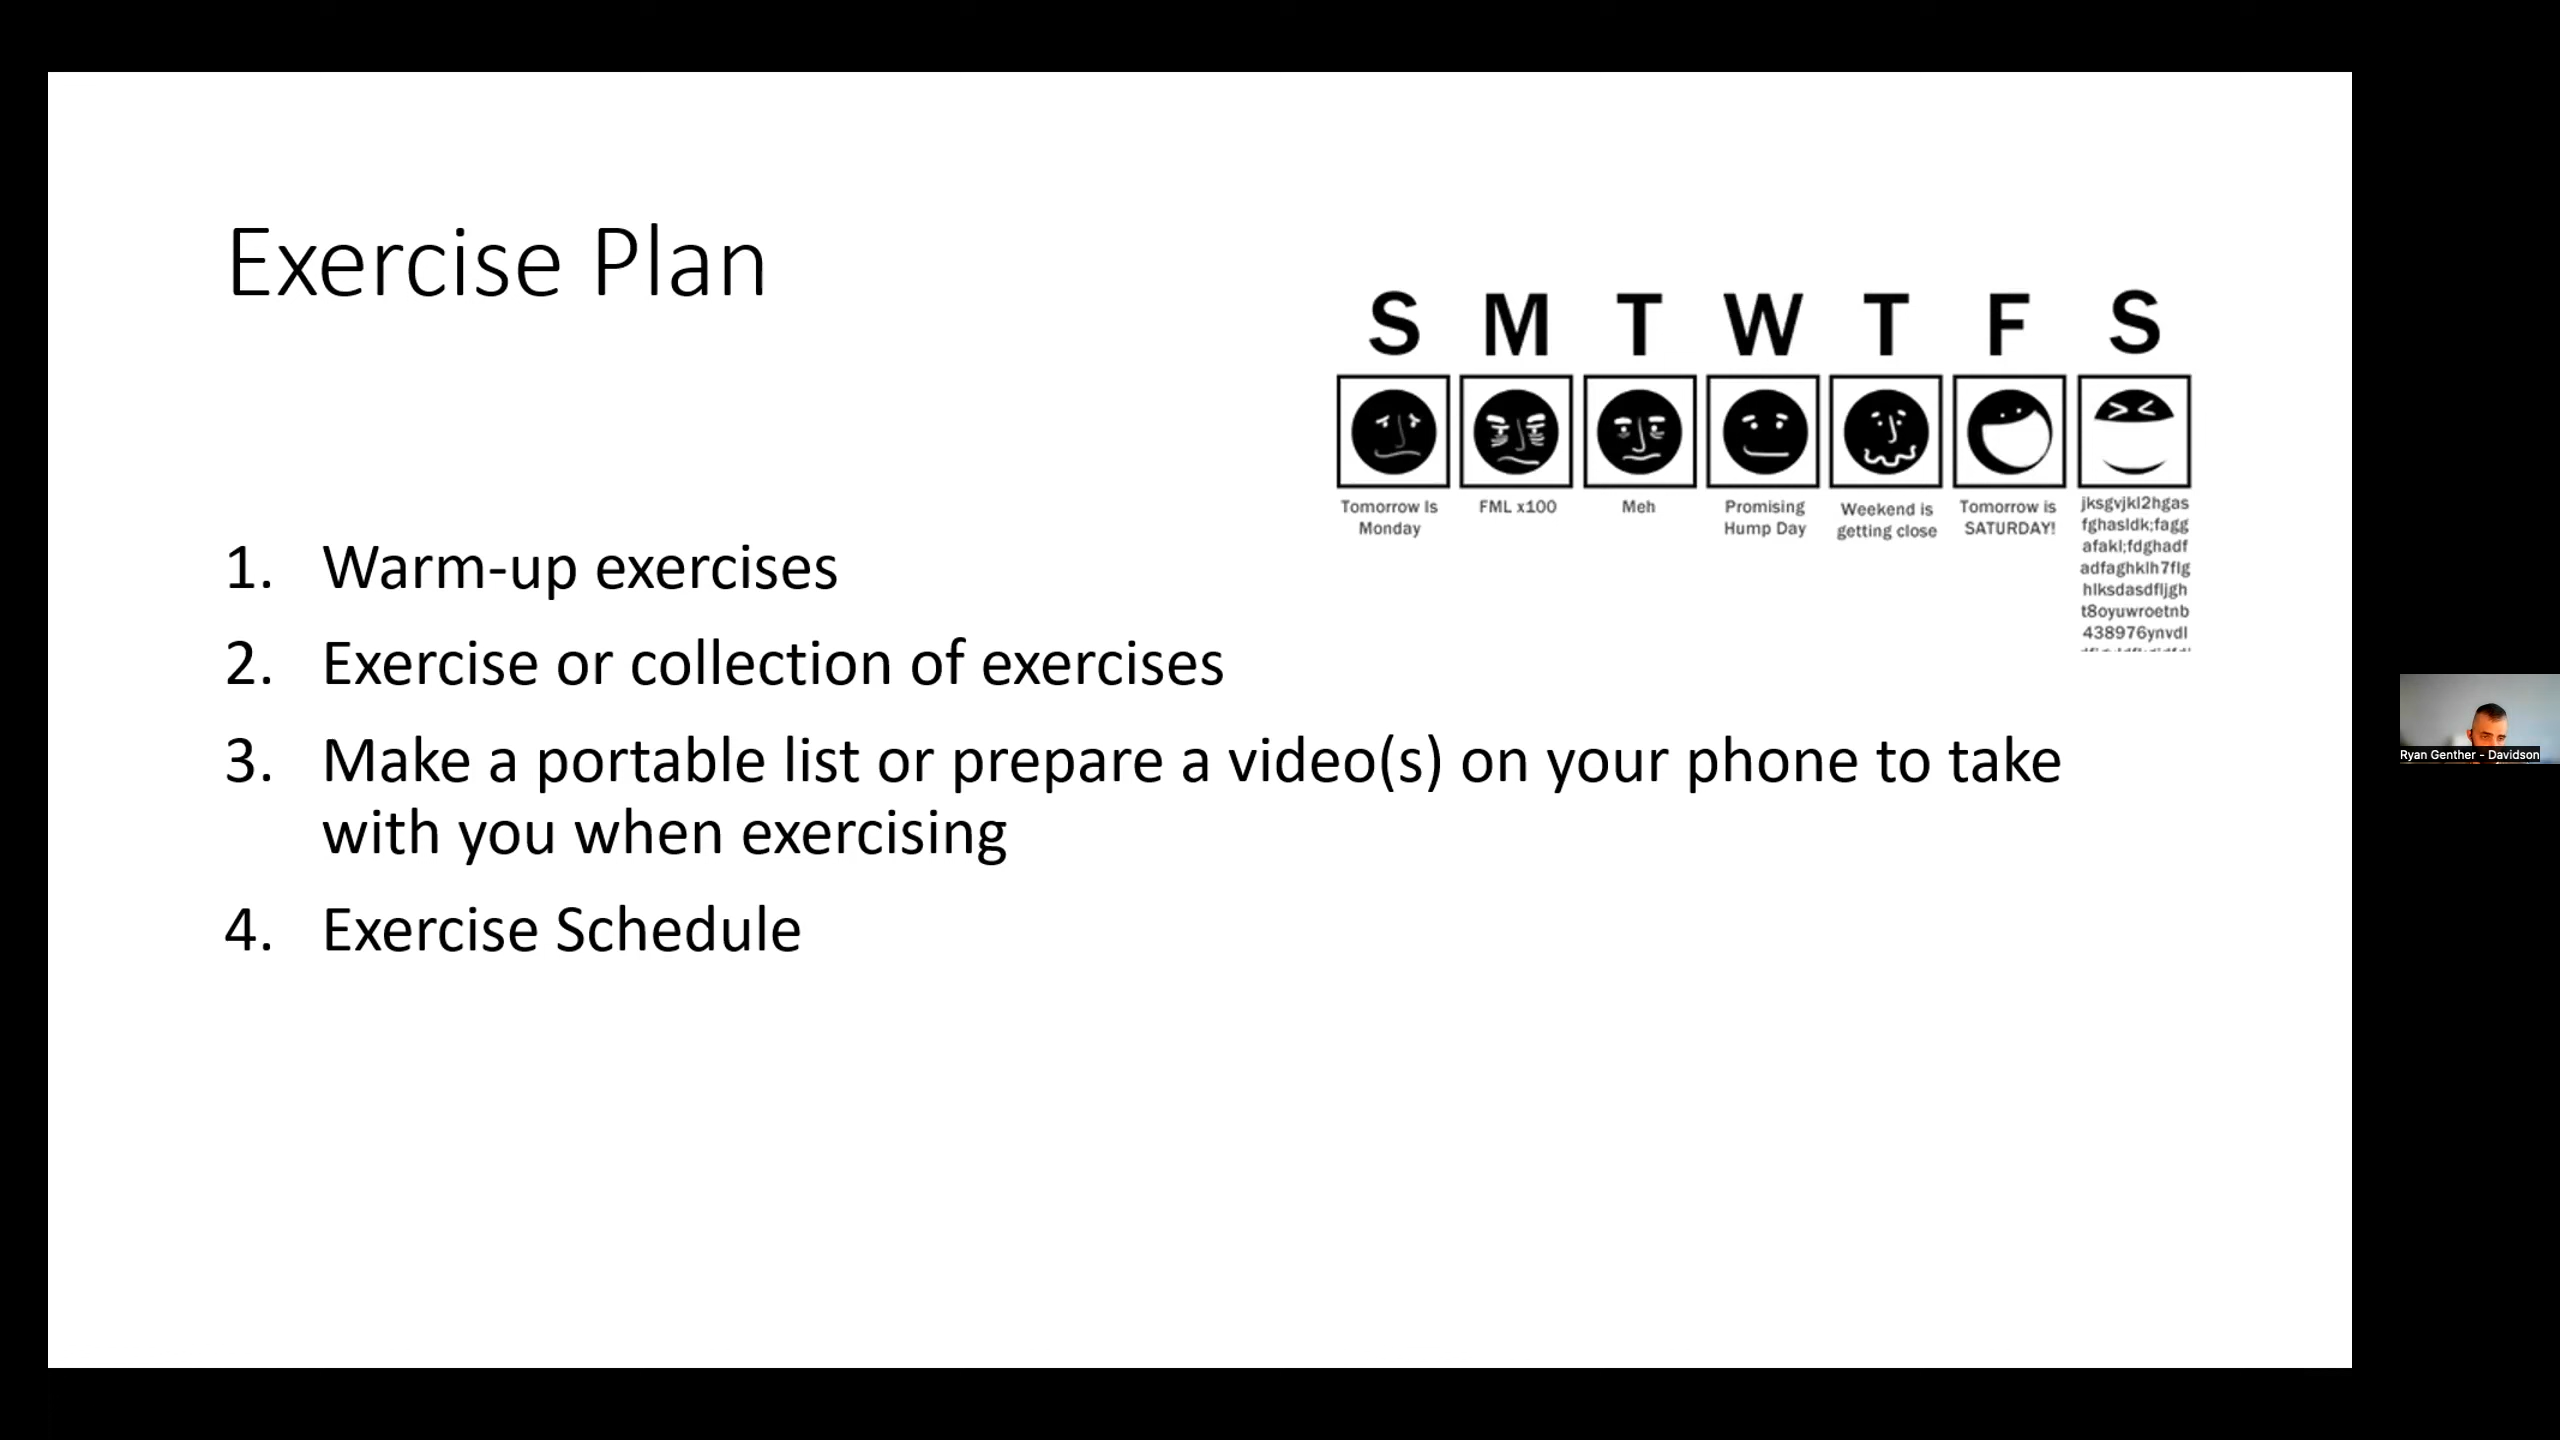 Exercise Plan
S M T W T F S
Tomorrow Is
Monday
FML x100
Meh
Promising
Hump Day
Weekend is
getting close
Tomorrow is
SATURDAY!
jksgvjkl2hgas
fghasldk;fagg
afakl;fdghadf
adfaghklh7flg
hlksdasdfljgh
t8oyuwroetnb
438976ynvdl
1. Warm-up exercises
2. Exercise or collection of exercises
3. Make a portable list or prepare a video(s) on your phone to take
with you when exercising
4. Exercise Schedule
Ryan Genther - Davidson